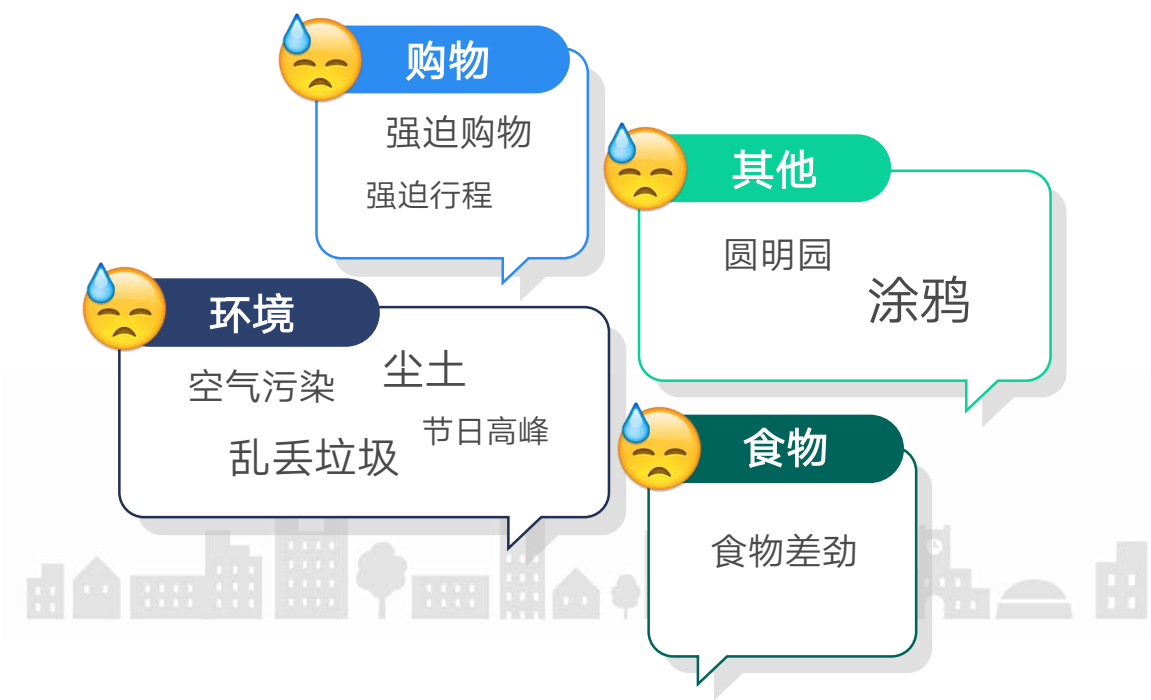 购物
强迫购物
强迫行程
其他
圆明园
涂鸦
环境
空气污染
尘土
节日高峰
乱丢垃圾
食物
食物差劲